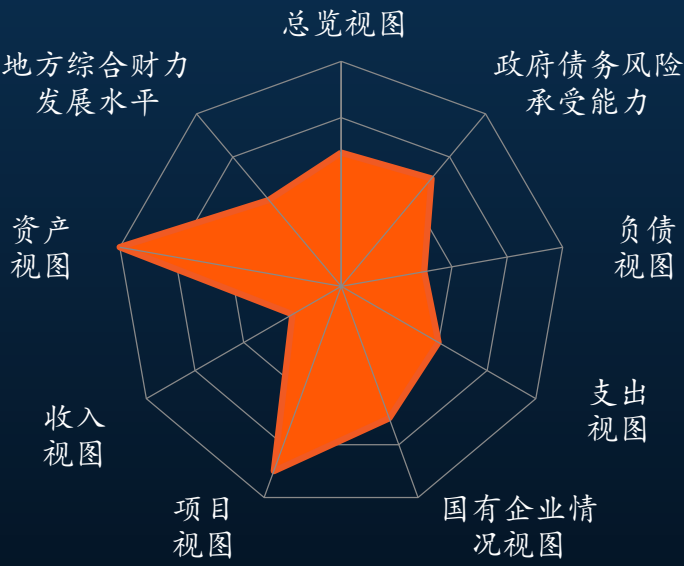 总览视图
政府债务风险
承受能力
负债
视图
支出
视图
国有企业情
况视图
项目
视图
收入
视图
资产
视图
地方综合财力
发展水平